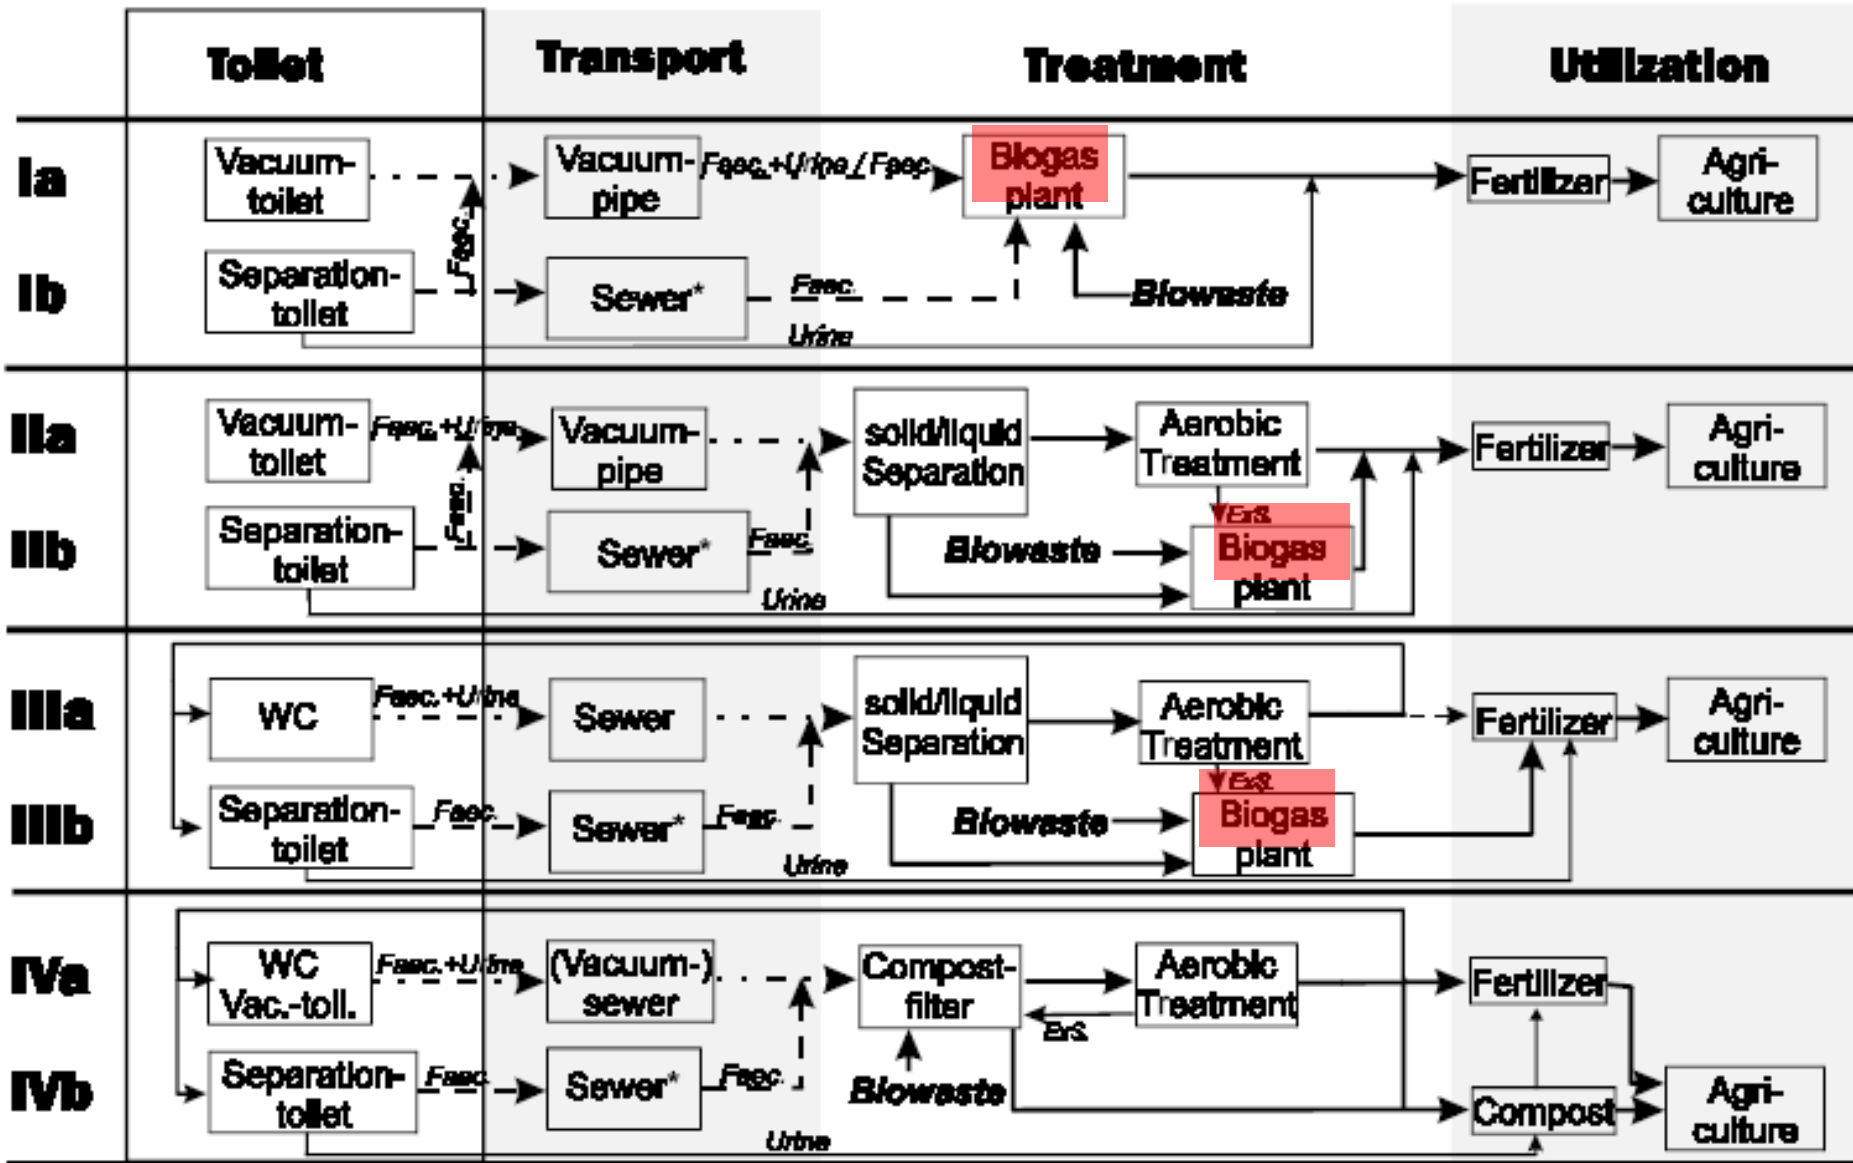 Toilet Transport Treatment Utilization
Ia
Vacuum-
toilet
Vacuum-
pipe
Faec.+Urine / Faec.
Biogas
plant
Fertilizer
Agri-
culture
Faec.
Ib
Separation-
toilet
Sewer*
Faec.
Biowaste
Urine
IIa
Vacuum-
toilet
Faec.+Urine
Vacuum-
pipe
solid/liquid
Separation
Aerobic
Treatment
Fertilizer
Agri-
culture
Faec.
ExS.
IIb
Separation-
toilet
Sewer*
Faec.
Biowaste
Biogas
plant
Urine
IIIa
WC
Faec.+Urine
Sewer
solid/liquid
Separation
Aerobic
Treatment
Fertilizer
Agri-
culture
ExS.
IIIb
Separation-
toilet
Faec.
Sewer*
Faec.
Biowaste
Biogas
plant
Urine
IVa
WC
Vac.-toil.
Faec.+Urine
(Vacuum-)
sewer
Compost-
filter
Aerobic
Treatment
Fertilizer
ExS.
IVb
Separation-
toilet
Faec.
Sewer*
Faec.
Biowaste
Compost
Agri-
culture
Urine